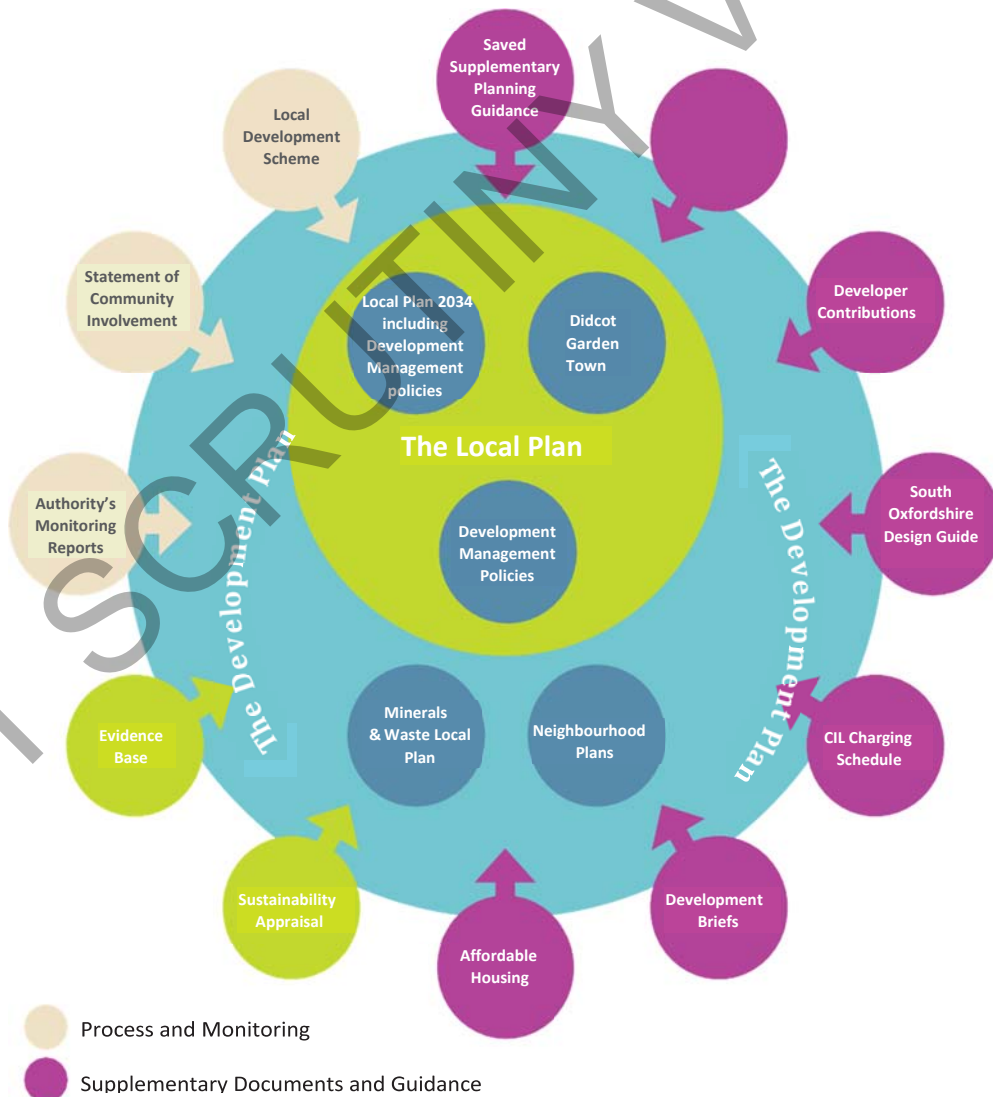 Saved
Supplementary
Planning
Guidance
Local
Development
Scheme
Statement of
Community
Involvement
Developer
Contributions
Local Plan 2034
including
Development
Management
policies
Didcot
Garden
Town
The Local Plan
Authority's
Monitoring
Reports
The Development Plan
The Development Plan
South
Oxfordshire
Design Guide
Development
Management
Policies
Evidence
Base
Minerals
& Waste Local
Plan
Neighbourhood
Plans
CIL Charging
Schedule
Sustainability
Appraisal
Development
Briefs
Affordable
Housing
Process and Monitoring
Supplementary Documents and Guidance
SCRUTINY